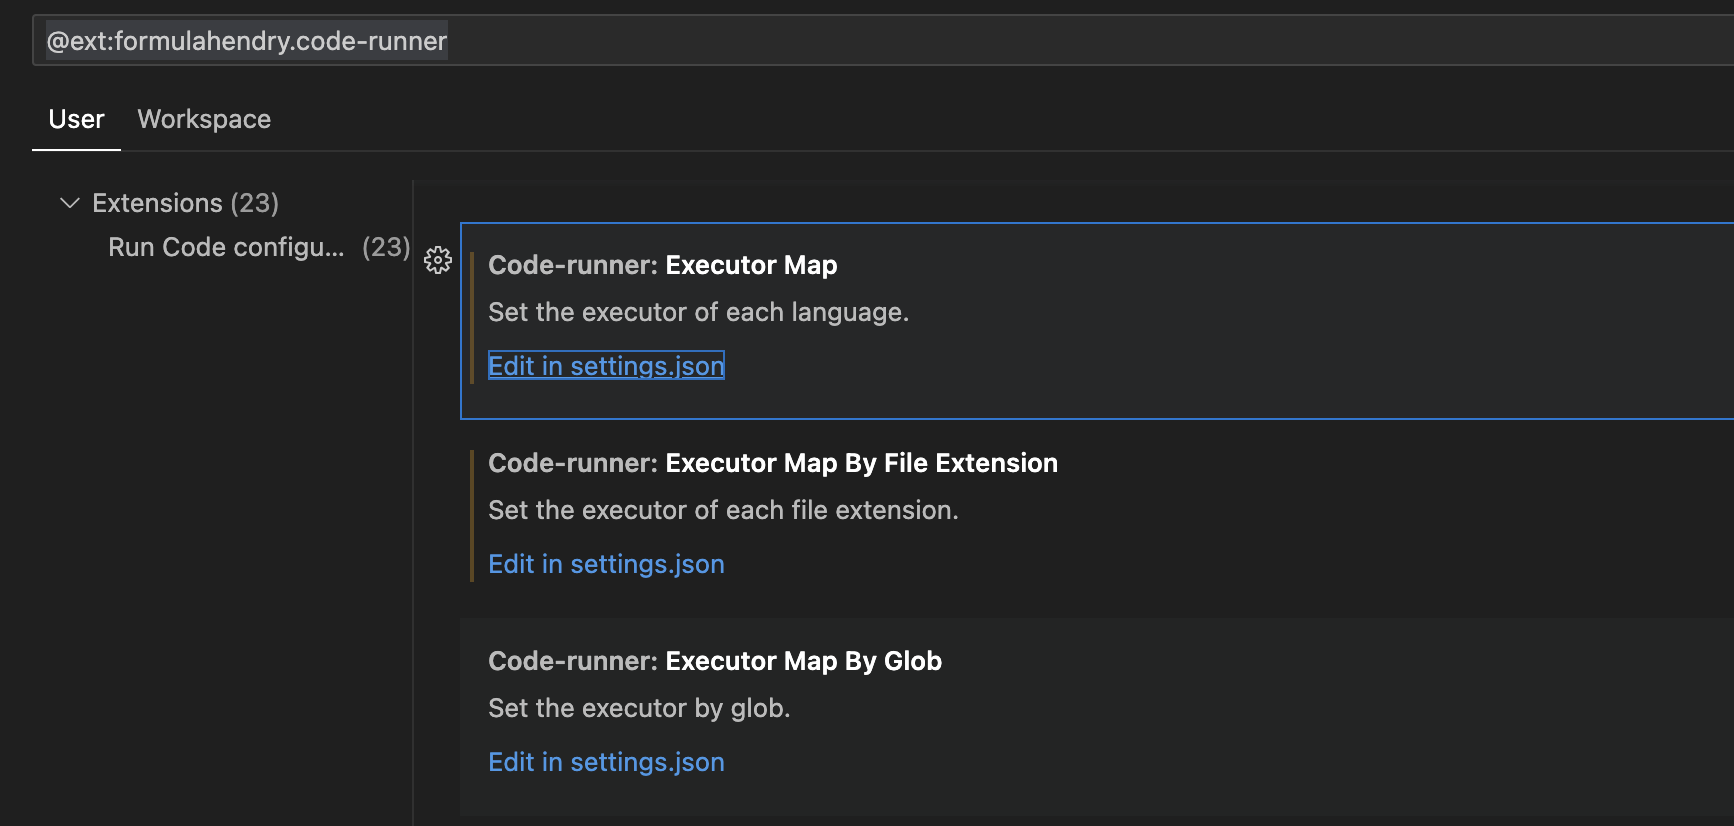 @ext:formulahendry.code-runner
User Workspace
Extensions (23)
Run Code configu... (23)
Code-runner: Executor Map
Set the executor of each language.
Edit in settings.json
Code-runner: Executor Map By File Extension
Set the executor of each file extension.
Edit in settings.json
Code-runner: Executor Map By Glob
Set the executor by glob.
Edit in settings.json